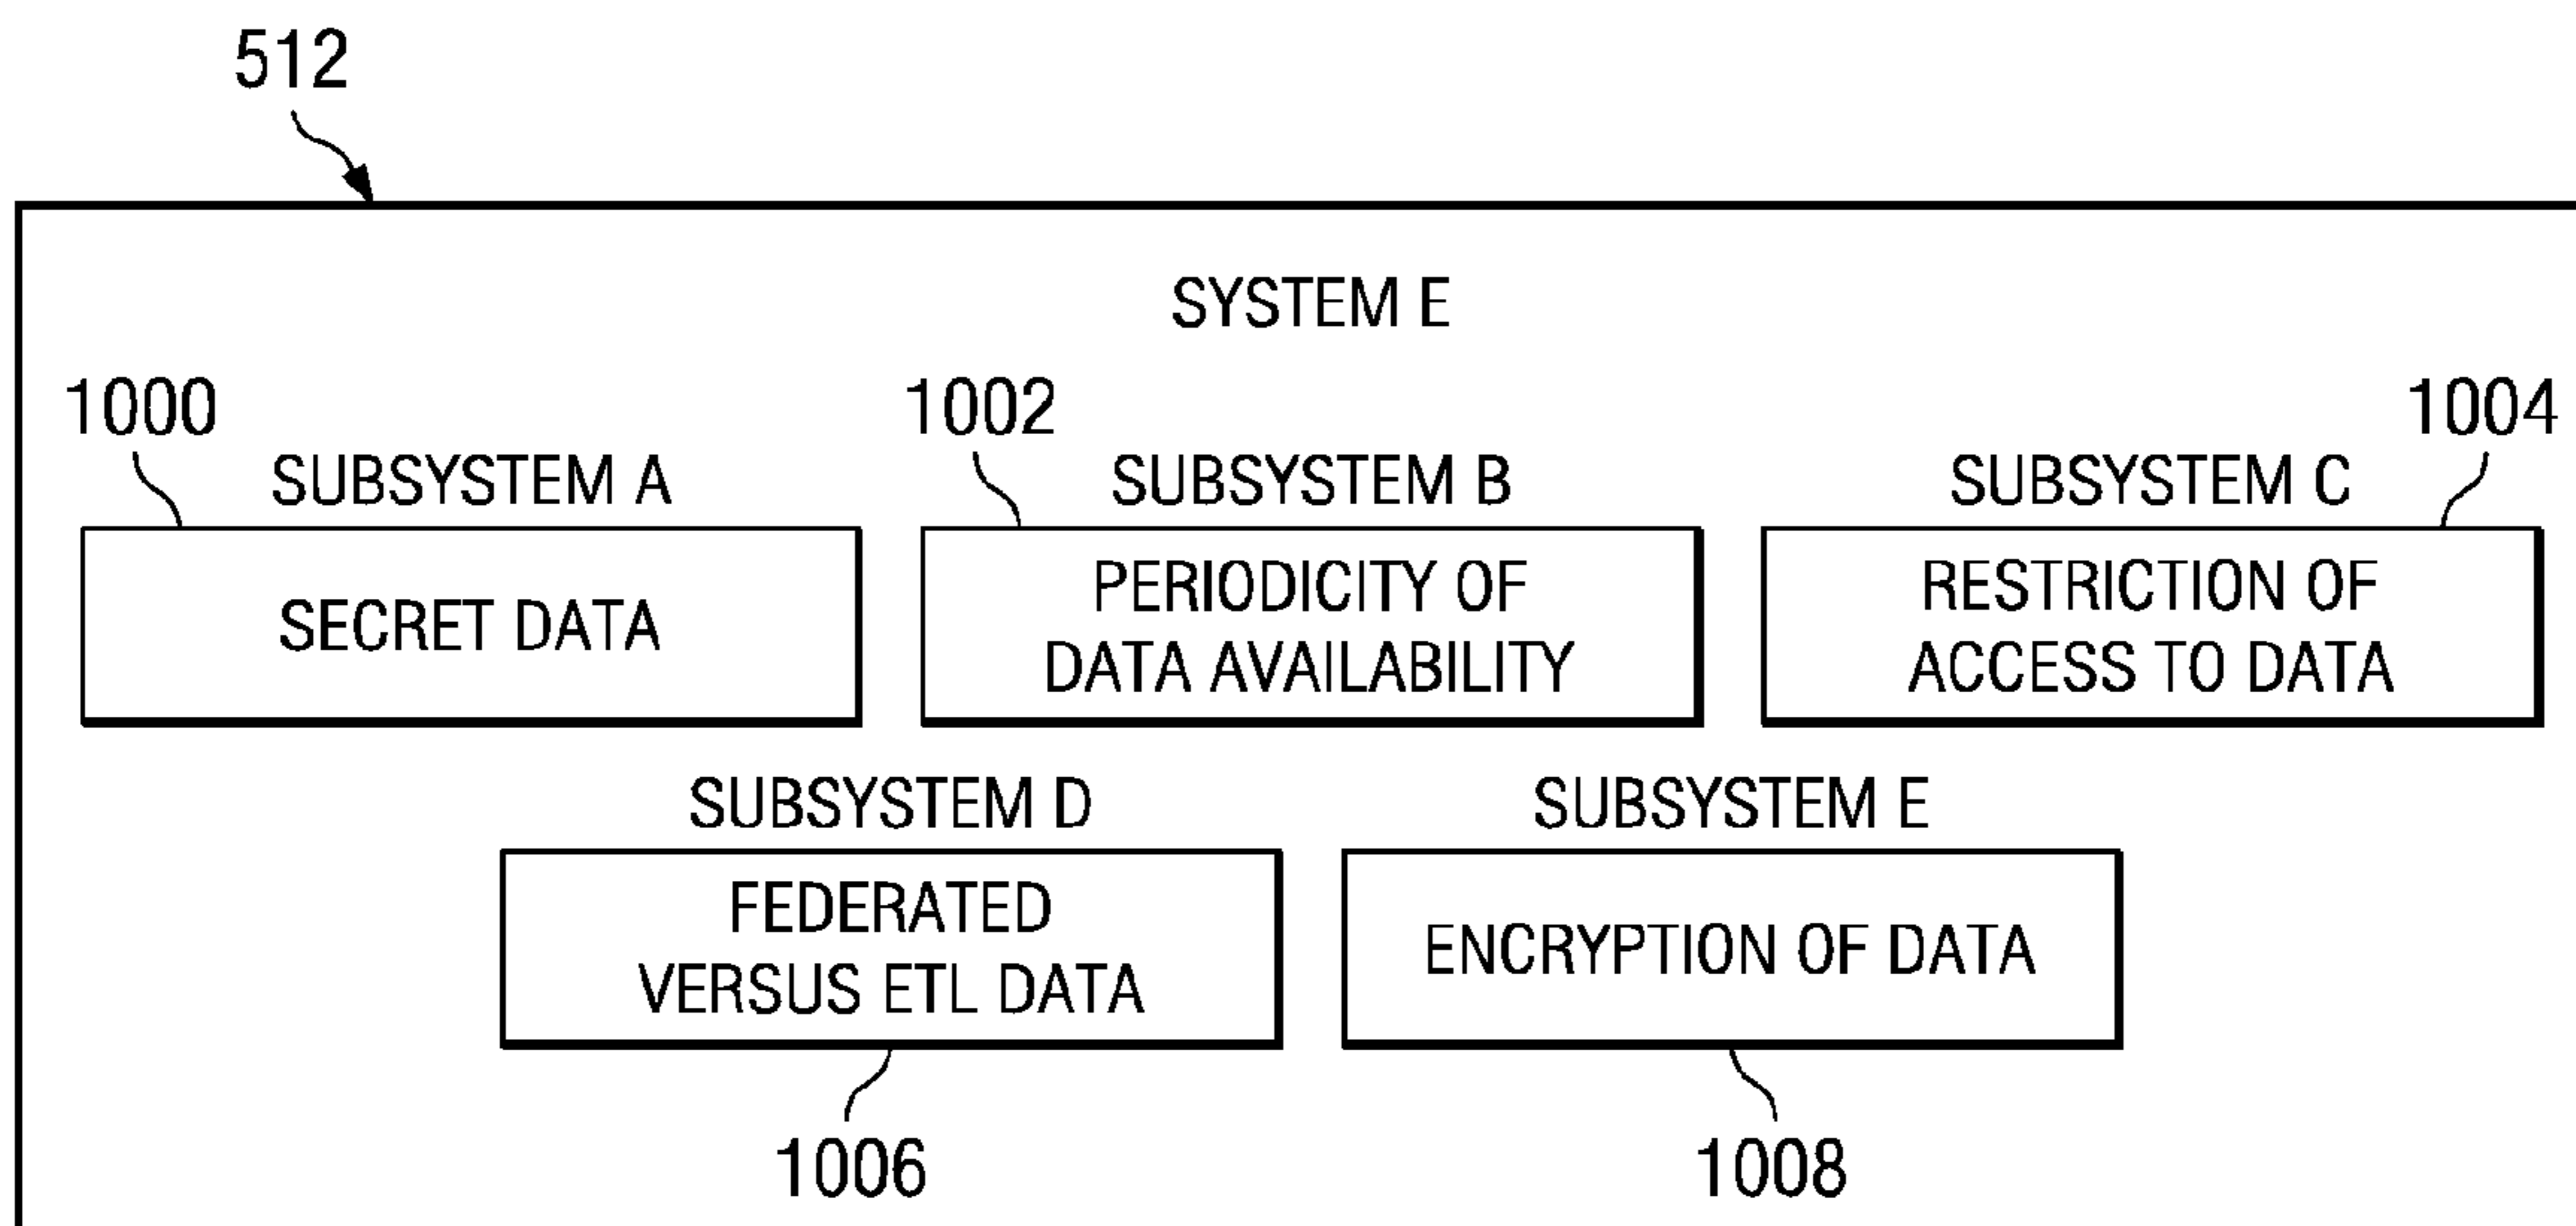 512
SYSTEM E
1000
1002
1004
SUBSYSTEM A
SUBSYSTEM B
SUBSYSTEM C
SECRET DATA
PERIODICITY OF
DATA AVAILABILITY
RESTRICTION OF
ACCESS TO DATA
SUBSYSTEM D
SUBSYSTEM E
FEDERATED
VERSUS ETL DATA
ENCRYPTION OF DATA
1006
1008